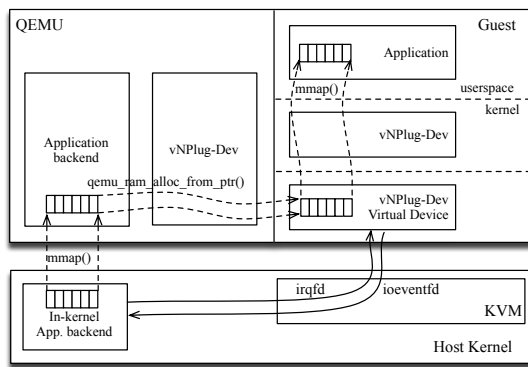 QEMU
Guest
Application
mmap()
userspace
kernel
Application
backend
vNPlug-Dev
vNPlug-Dev
qemu_ram_alloc_from_ptr()
vNPlug-Dev
Virtual Device
mmap()
irqfd
ioeventfd
In-kernel
App. backend
KVM
Host Kernel